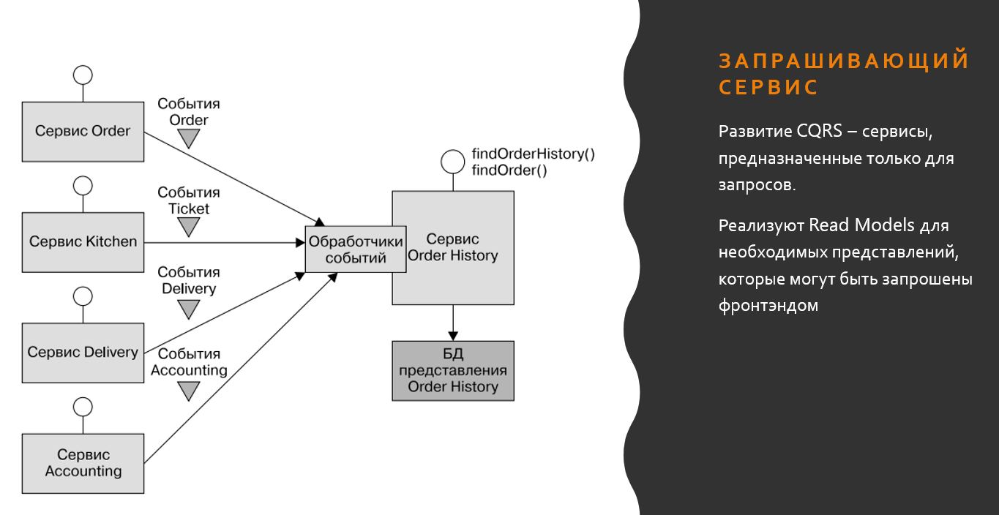 События
Order
Сервис Order
findOrderHistory()
findOrder()
События
Ticket
Сервис Kitchen
Обработчики
событий
Сервис
Order History
События
Delivery
Сервис Delivery
События
Accounting
БД
представления
Order History
Сервис
Accounting
ЗАПРАШИВАЮЩИЙ
СЕРВИС
Развитие CQRS – сервисы,
предназначенные только для
запросов.
Реализуют Read Models для
необходимых представлений,
которые могут быть запрошены
фронтэндом